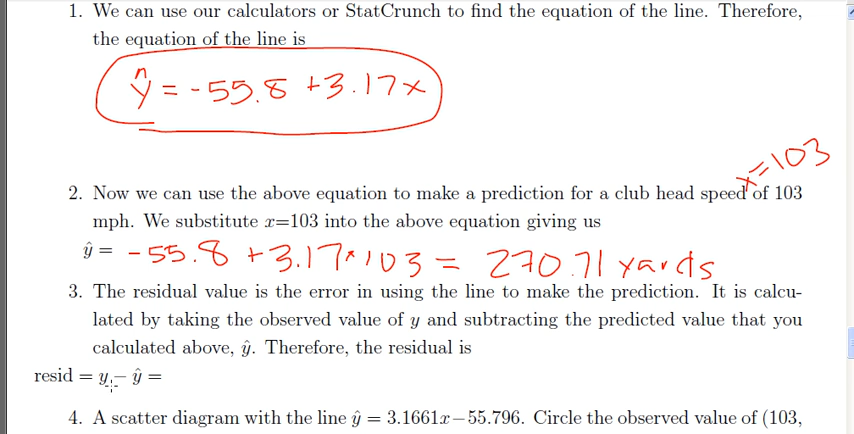 1. We can use our calculators or StatCrunch to find the equation of the line. Therefore,
the equation of the line is
ŷ = -55.8 +3.17x
x=103
2. Now we can use the above equation to make a prediction for a club head speed of 103
mph. We substitute x=103 into the above equation giving us
ŷ = -55.8 +3.17*103 = 270.71 yards
3. The residual value is the error in using the line to make the prediction. It is calcu-
lated by taking the observed value of y and subtracting the predicted value that you
calculated above, ŷ. Therefore, the residual is
resid = y − ŷ =
4. A scatter diagram with the line ŷ = 3.1661x−55.796. Circle the observed value of (103,